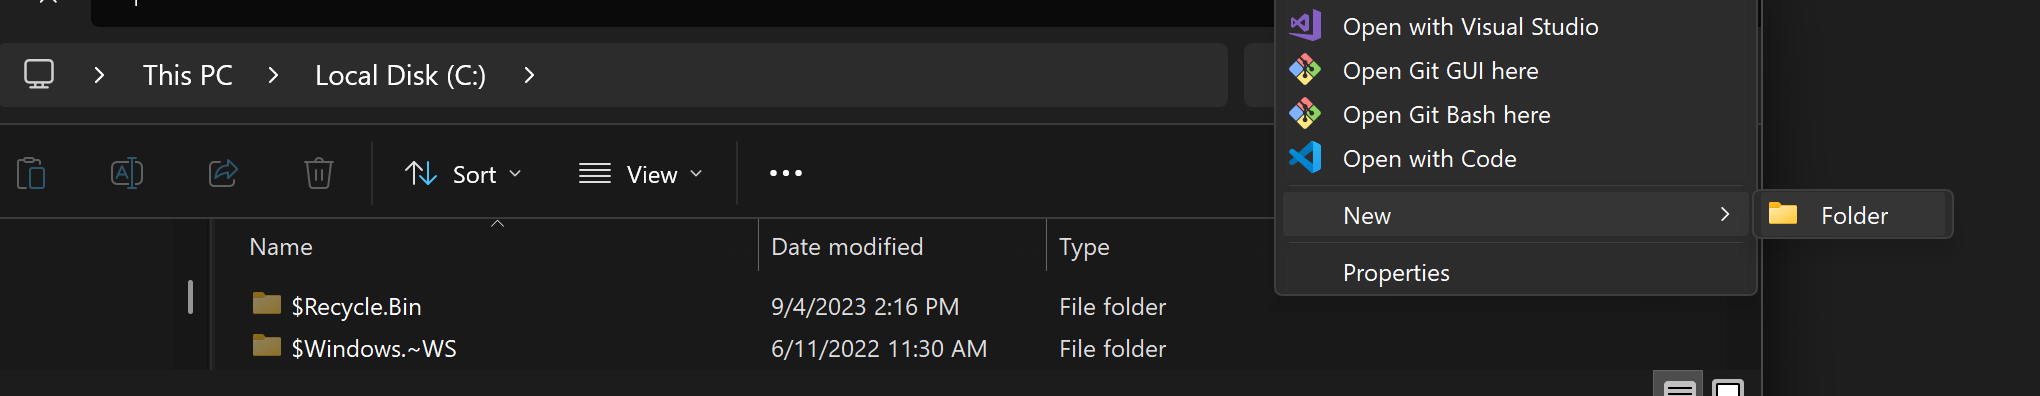 Open with Visual Studio
This PC
Local Disk (C:)
Open Git GUI here
Open Git Bash here
Open with Code
Sort
View
New
Folder
Name
Date modified
Type
Properties
$Recycle.Bin
9/4/2023 2:16 PM
File folder
$Windows.~WS
6/11/2022 11:30 AM
File folder